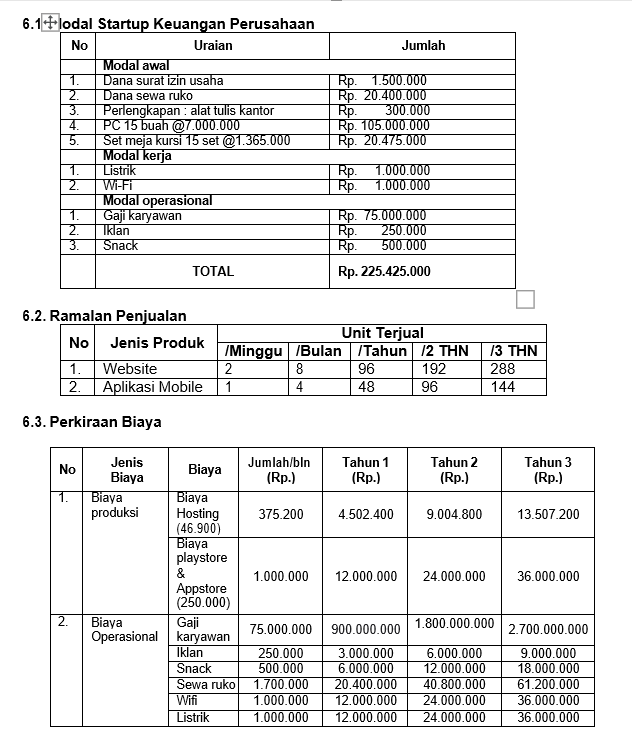 6.1 Modal Startup Keuangan Perusahaan
No Uraian Jumlah
Modal awal
1. Dana surat izin usaha Rp. 1.500.000
2. Dana sewa ruko Rp. 20.400.000
3. Perlengkapan : alat tulis kantor Rp. 300.000
4. PC 15 buah @7.000.000 Rp. 105.000.000
5. Set meja kursi 15 set @1.365.000 Rp. 20.475.000
Modal kerja
1. Listrik Rp. 1.000.000
2. Wi-Fi Rp. 1.000.000
Modal operasional
1. Gaji karyawan Rp. 75.000.000
2. Iklan Rp. 250.000
3. Snack Rp. 500.000
TOTAL Rp. 225.425.000
6.2. Ramalan Penjualan
No Jenis Produk Unit Terjual
/Minggu /Bulan /Tahun /2 THN /3 THN
1. Website 2 8 96 192 288
2. Aplikasi Mobile 1 4 48 96 144
6.3. Perkiraan Biaya
No Jenis Biaya Biaya Jumlah/bln (Rp.) Tahun 1 (Rp.) Tahun 2 (Rp.) Tahun 3 (Rp.)
1. Biaya produksi Biaya Hosting (46.900) 375.200 4.502.400 9.004.800 13.507.200
Biaya playstore & Appstore (250.000) 1.000.000 12.000.000 24.000.000 36.000.000
2. Biaya Operasional Gaji karyawan 75.000.000 900.000.000 1.800.000.000 2.700.000.000
Iklan 250.000 3.000.000 6.000.000 9.000.000
Snack 500.000 6.000.000 12.000.000 18.000.000
Sewa ruko 1.700.000 20.400.000 40.800.000 61.200.000
Wifi 1.000.000 12.000.000 24.000.000 36.000.000
Listrik 1.000.000 12.000.000 24.000.000 36.000.000